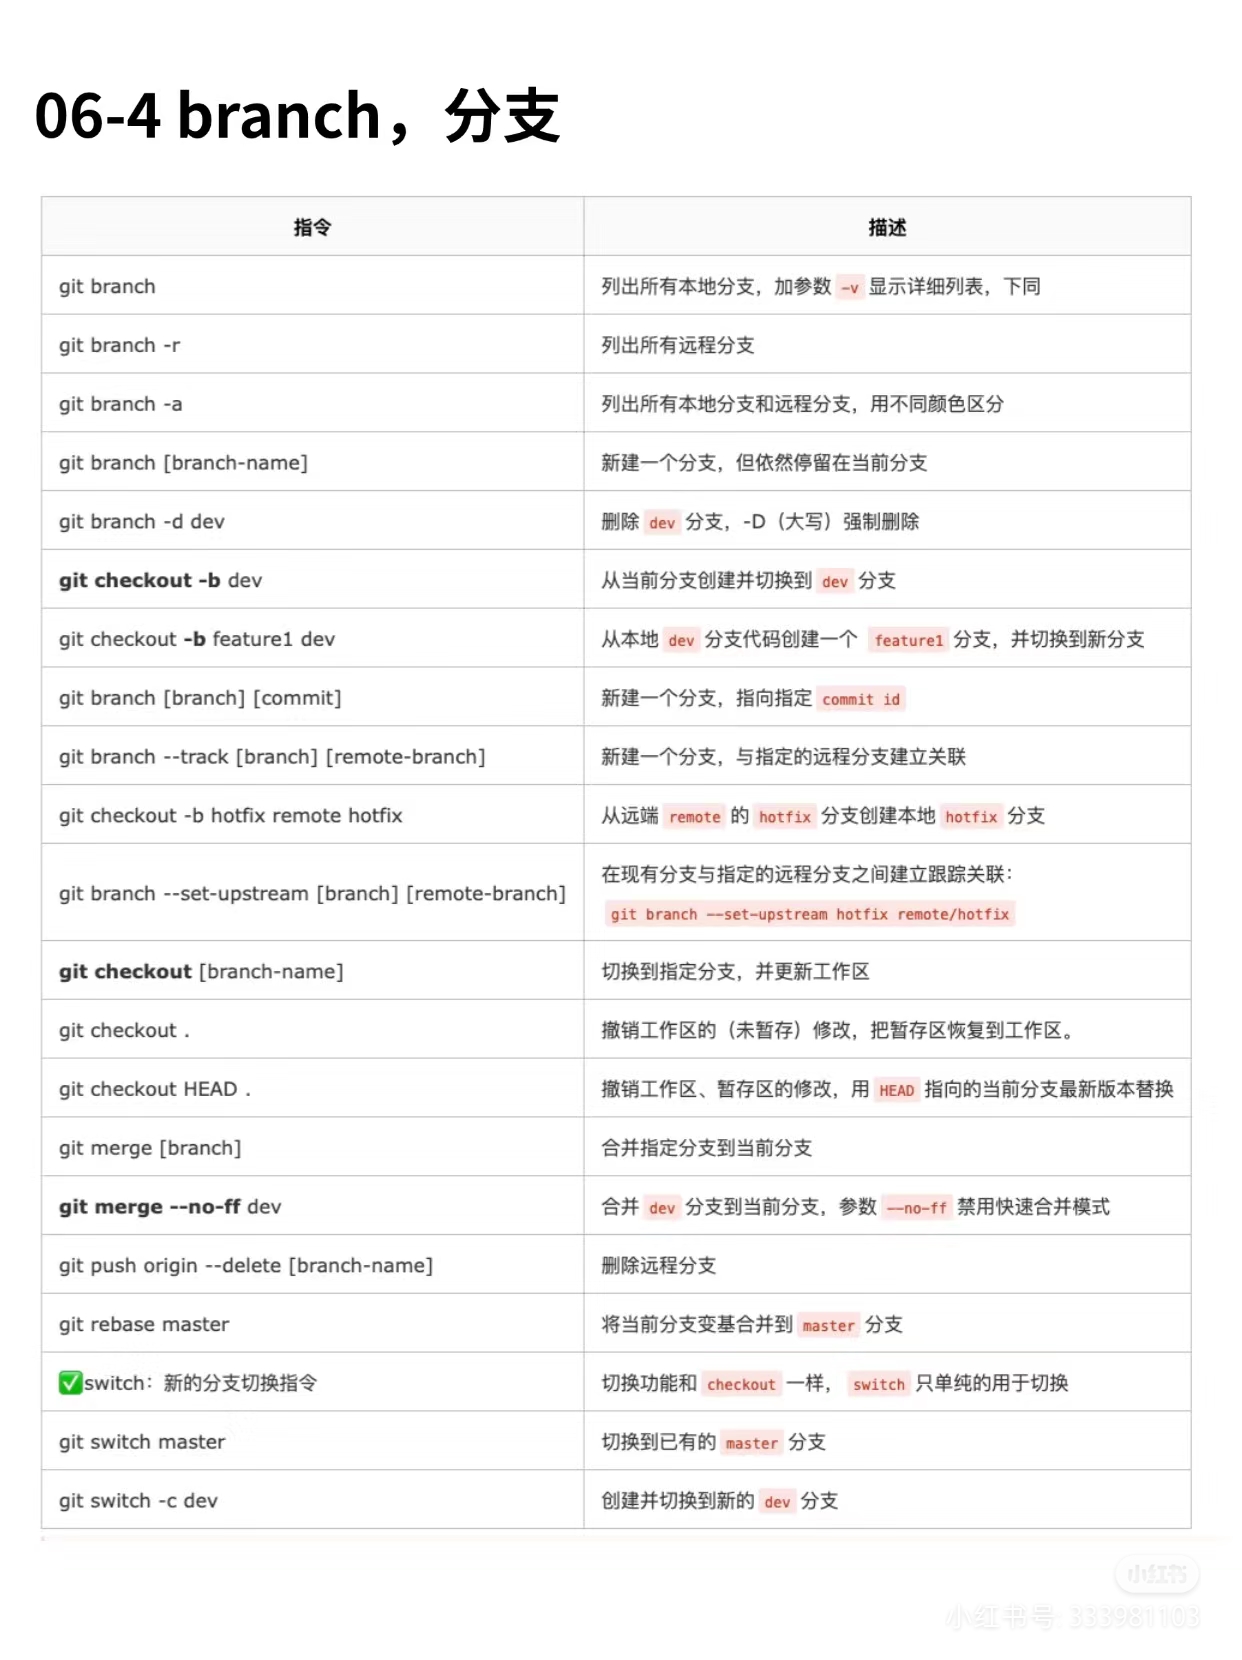 06-4 branch，分支
指令 描述
git branch 列出所有本地分支，加参数 -v 显示详细列表，下同
git branch -r 列出所有远程分支
git branch -a 列出所有本地分支和远程分支，用不同颜色区分
git branch [branch-name] 新建一个分支，但依然停留在当前分支
git branch -d dev 删除 dev 分支，-D（大写）强制删除
git checkout -b dev 从当前分支创建并切换到 dev 分支
git checkout -b feature1 dev 从本地 dev 分支代码创建一个 feature1 分支，并切换到新分支
git branch [branch] [commit] 新建一个分支，指向指定 commit id
git branch --track [branch] [remote-branch] 新建一个分支，与指定的远程分支建立关联
git checkout -b hotfix remote hotfix 从远端 remote 的 hotfix 分支创建本地 hotfix 分支
git branch --set-upstream [branch] [remote-branch] 在现有分支与指定的远程分支之间建立跟踪关联：
git branch --set-upstream hotfix remote/hotfix
git checkout [branch-name] 切换到指定分支，并更新工作区
git checkout . 撤销工作区的（未暂存）修改，把暂存区恢复到工作区。
git checkout HEAD . 撤销工作区、暂存区的修改，用 HEAD 指向的当前分支最新版本替换
git merge [branch] 合并指定分支到当前分支
git merge --no-ff dev 合并 dev 分支到当前分支，参数 --no-ff 禁用快速合并模式
git push origin --delete [branch-name] 删除远程分支
git rebase master 将当前分支变基合并到 master 分支
✅switch：新的分支切换指令 切换功能和 checkout 一样， switch 只单纯的用于切换
git switch master 切换到已有的 master 分支
git switch -c dev 创建并切换到新的 dev 分支
小红书
小红书号: 333981103